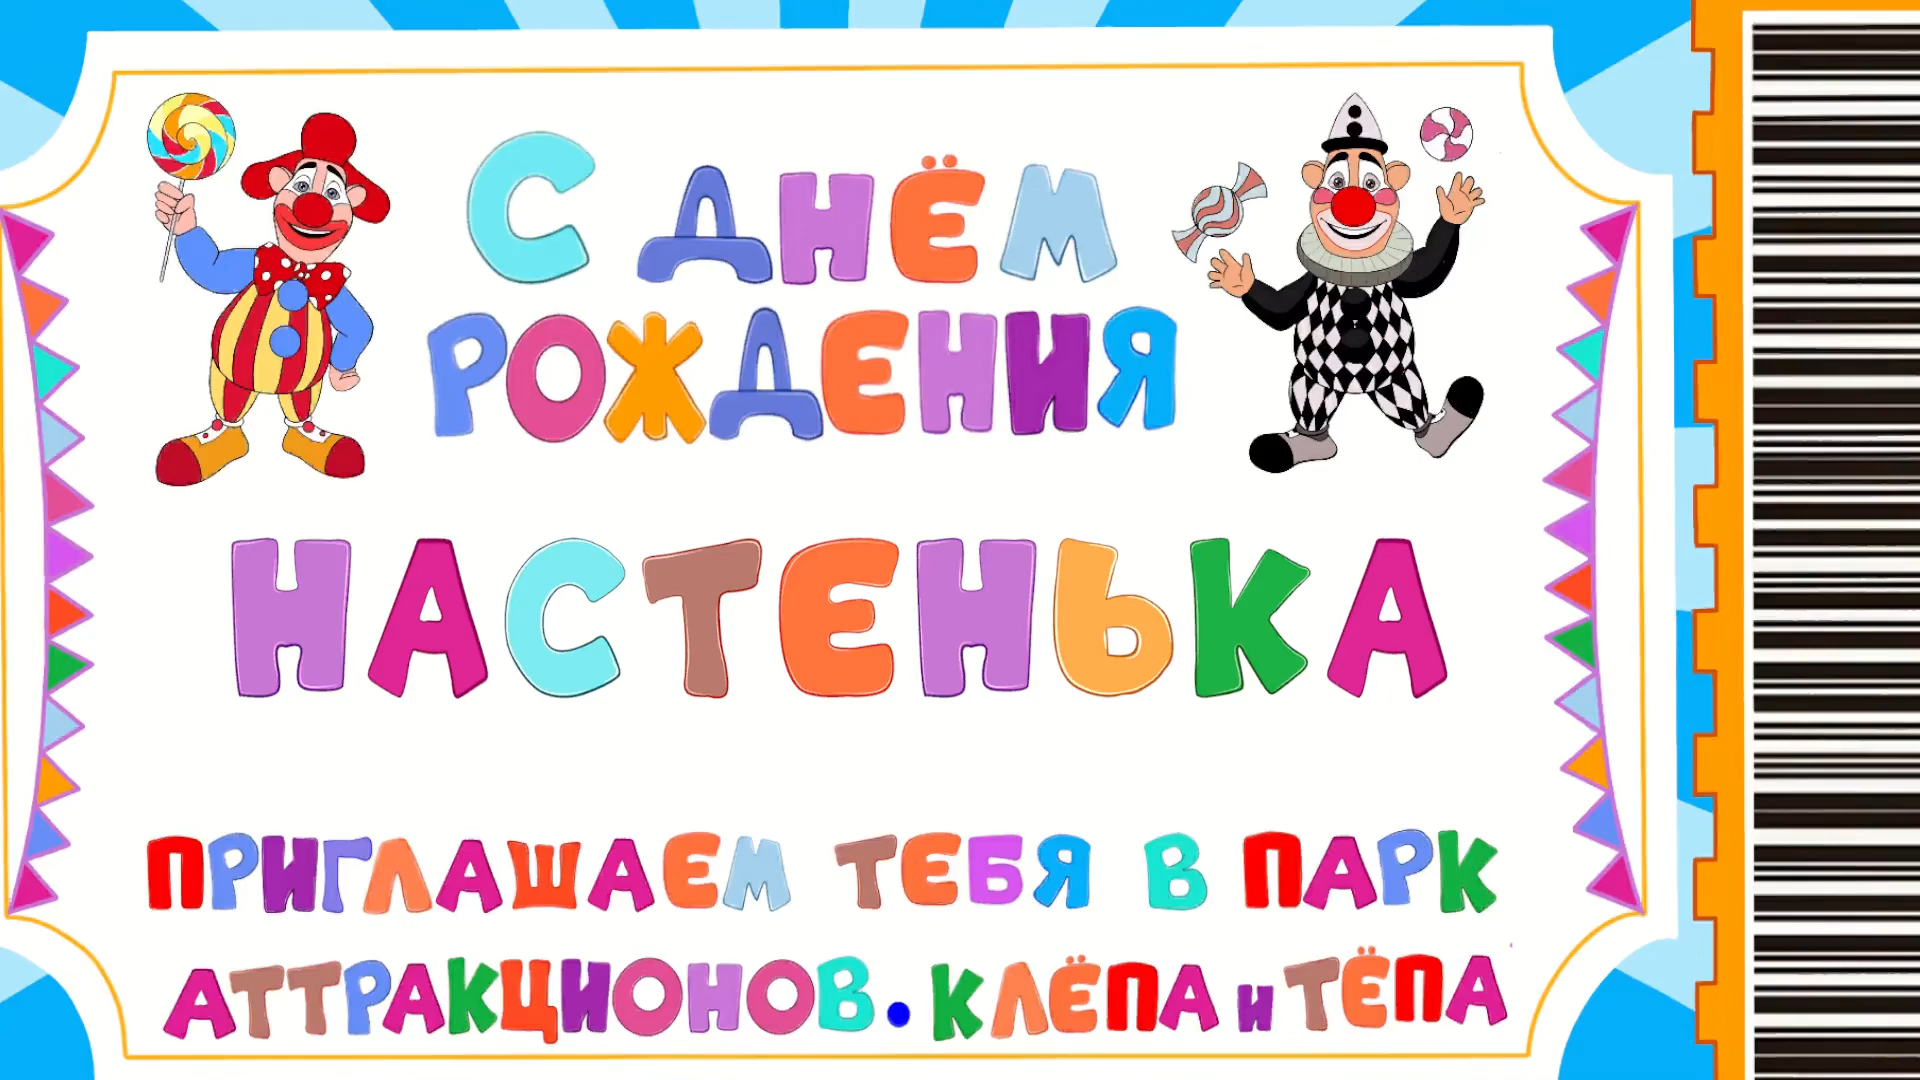 С ДНЁМ
РОЖДЕНИЯ
НАСТЕНЬКА
ПРИГЛАШАЕМ ТЕБЯ В ПАРК
АТТРАКЦИОНОВ. КЛЁПА и ТЁПА